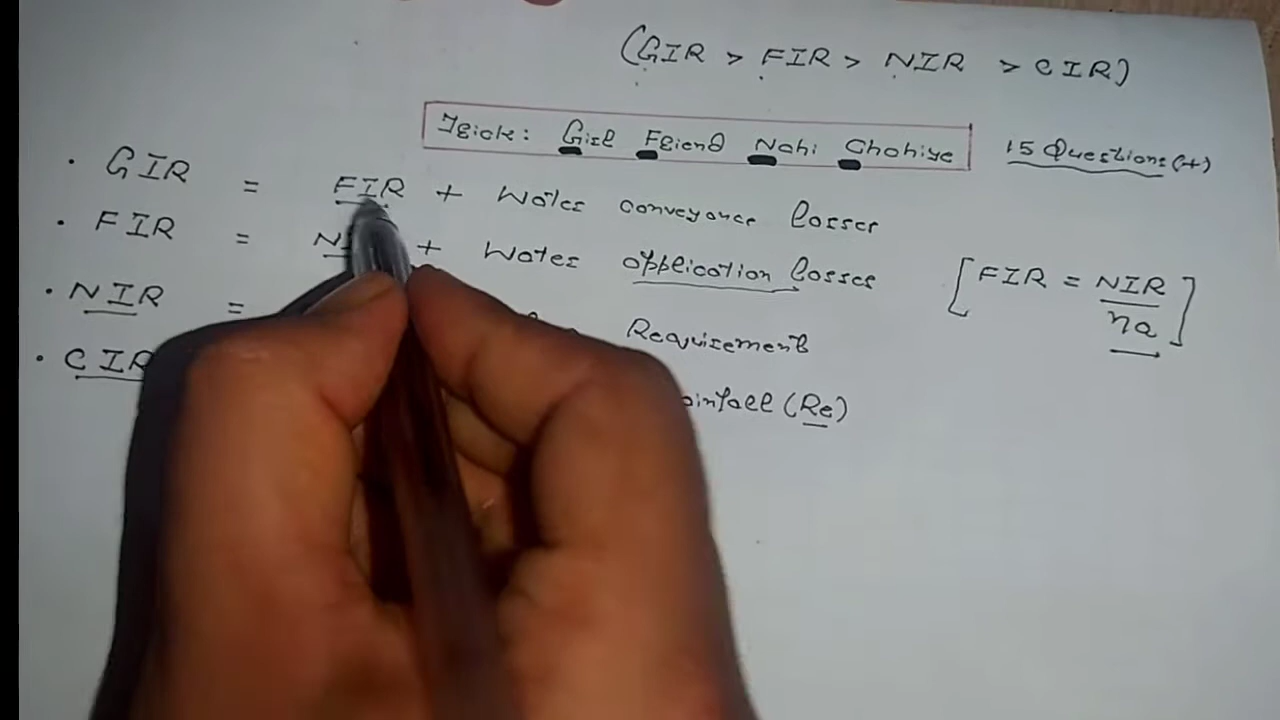 (GIR > FIR > NIR > CIR)
Trick: Girl Friend Nahi Chahiye
15 Questions (+)
• GIR = FIR + Water conveyance losses
• FIR = + Water application losses
[FIR = NIR / ηa]
• NIR = Requirement
• CIR (Re)